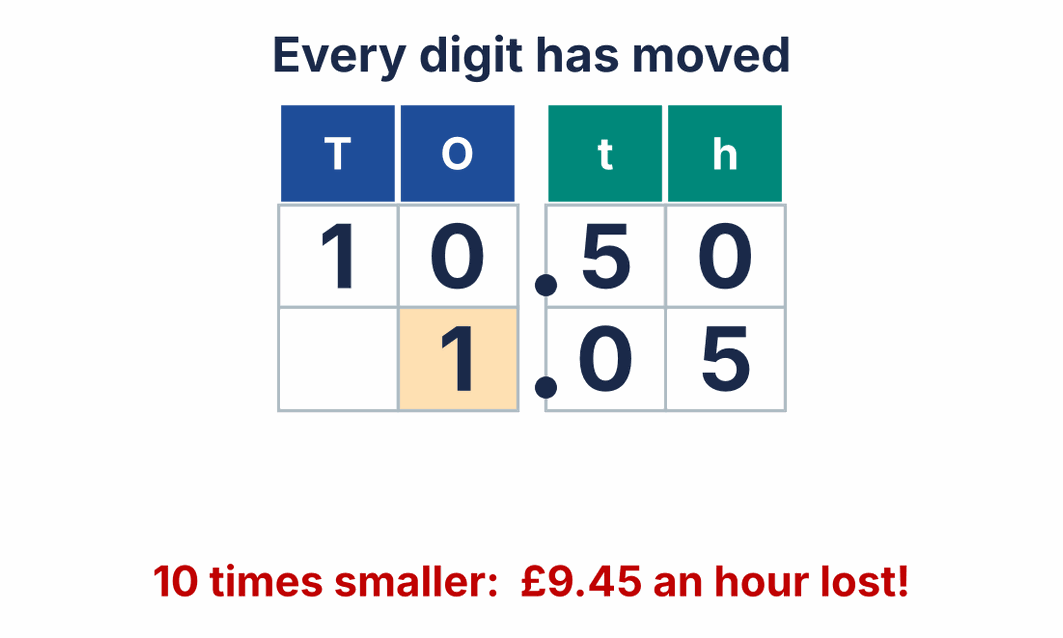 Every digit has moved
T O t h
1 0 . 5 0
1 . 0 5
10 times smaller: £9.45 an hour lost!